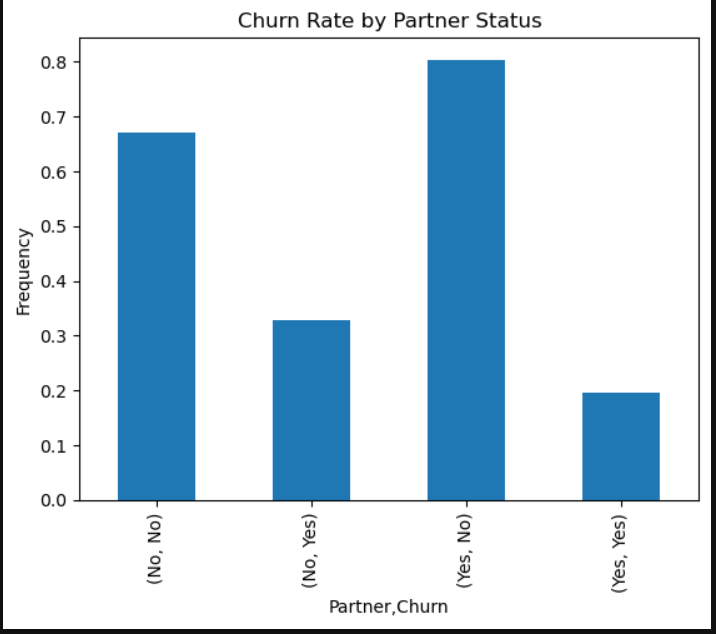 Churn Rate by Partner Status
Frequency
0.8
0.7
0.6
0.5
0.4
0.3
0.2
0.1
0.0
(No, No)
(No, Yes)
(Yes, No)
(Yes, Yes)
Partner,Churn